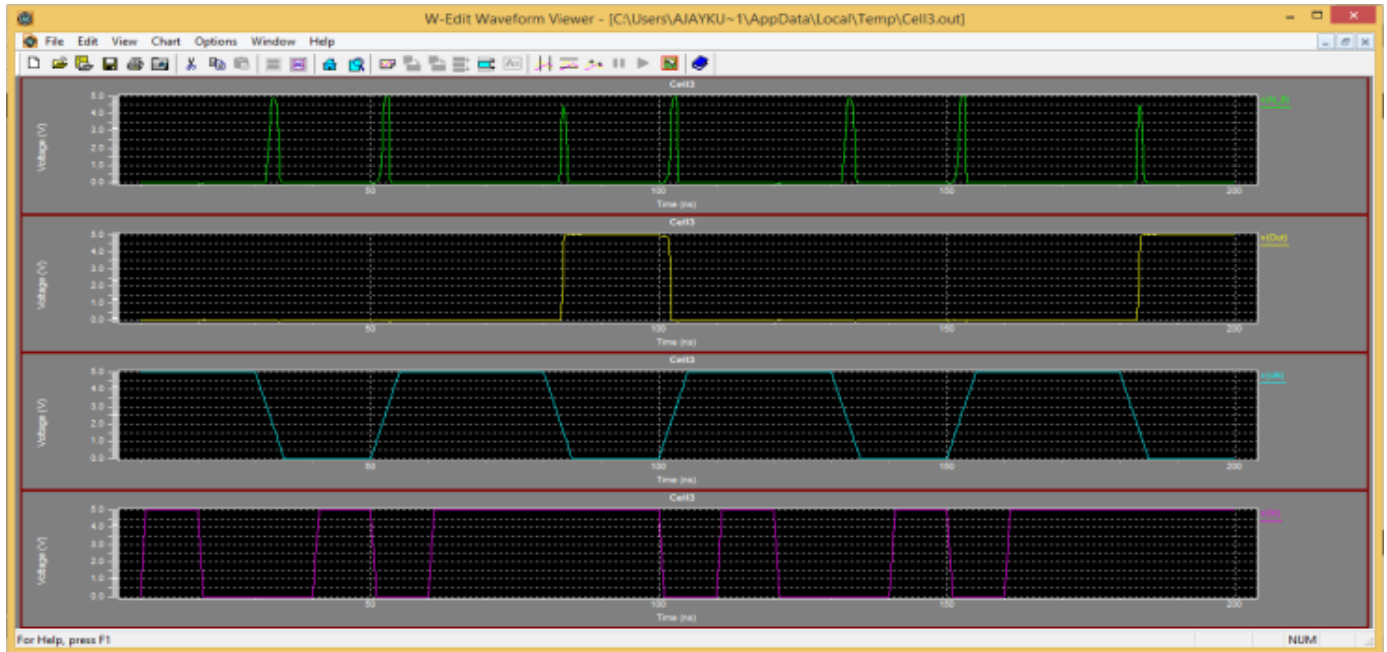 W-Edit Waveform Viewer - [C:\Users\AJAYKU~1\AppData\Local\Temp\Cell3.out]
File Edit View Chart Options Window Help
Cell3
5.0
4.0
3.0
2.0
1.0
0.0
Voltage (V)
50 100 150 200
Time (ns)
Cell3
v(Out)
5.0
4.0
3.0
2.0
1.0
0.0
Voltage (V)
50 100 150 200
Time (ns)
Cell3
v(clk)
5.0
4.0
3.0
2.0
1.0
0.0
Voltage (V)
50 100 150 200
Time (ns)
Cell3
5.0
4.0
3.0
2.0
1.0
0.0
Voltage (V)
50 100 150 200
Time (ns)
For Help, press F1
NUM